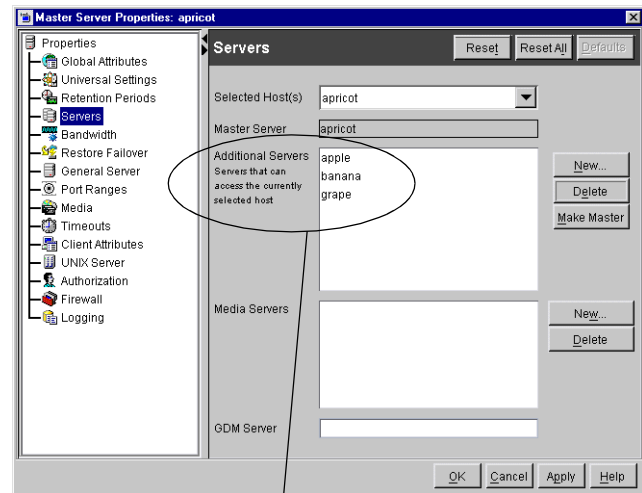 Master Server Properties: apricot
Properties
Global Attributes
Universal Settings
Retention Periods
Servers
Bandwidth
Restore Failover
General Server
Port Ranges
Media
Timeouts
Client Attributes
UNIX Server
Authorization
Firewall
Logging
Servers
Reset
Reset All
Defaults
Selected Host(s)
apricot
Master Server
apricot
Additional Servers
Servers that can
access the currently
selected host
apple
banana
grape
New...
Delete
Make Master
Media Servers
New...
Delete
GDM Server
OK
Cancel
Apply
Help